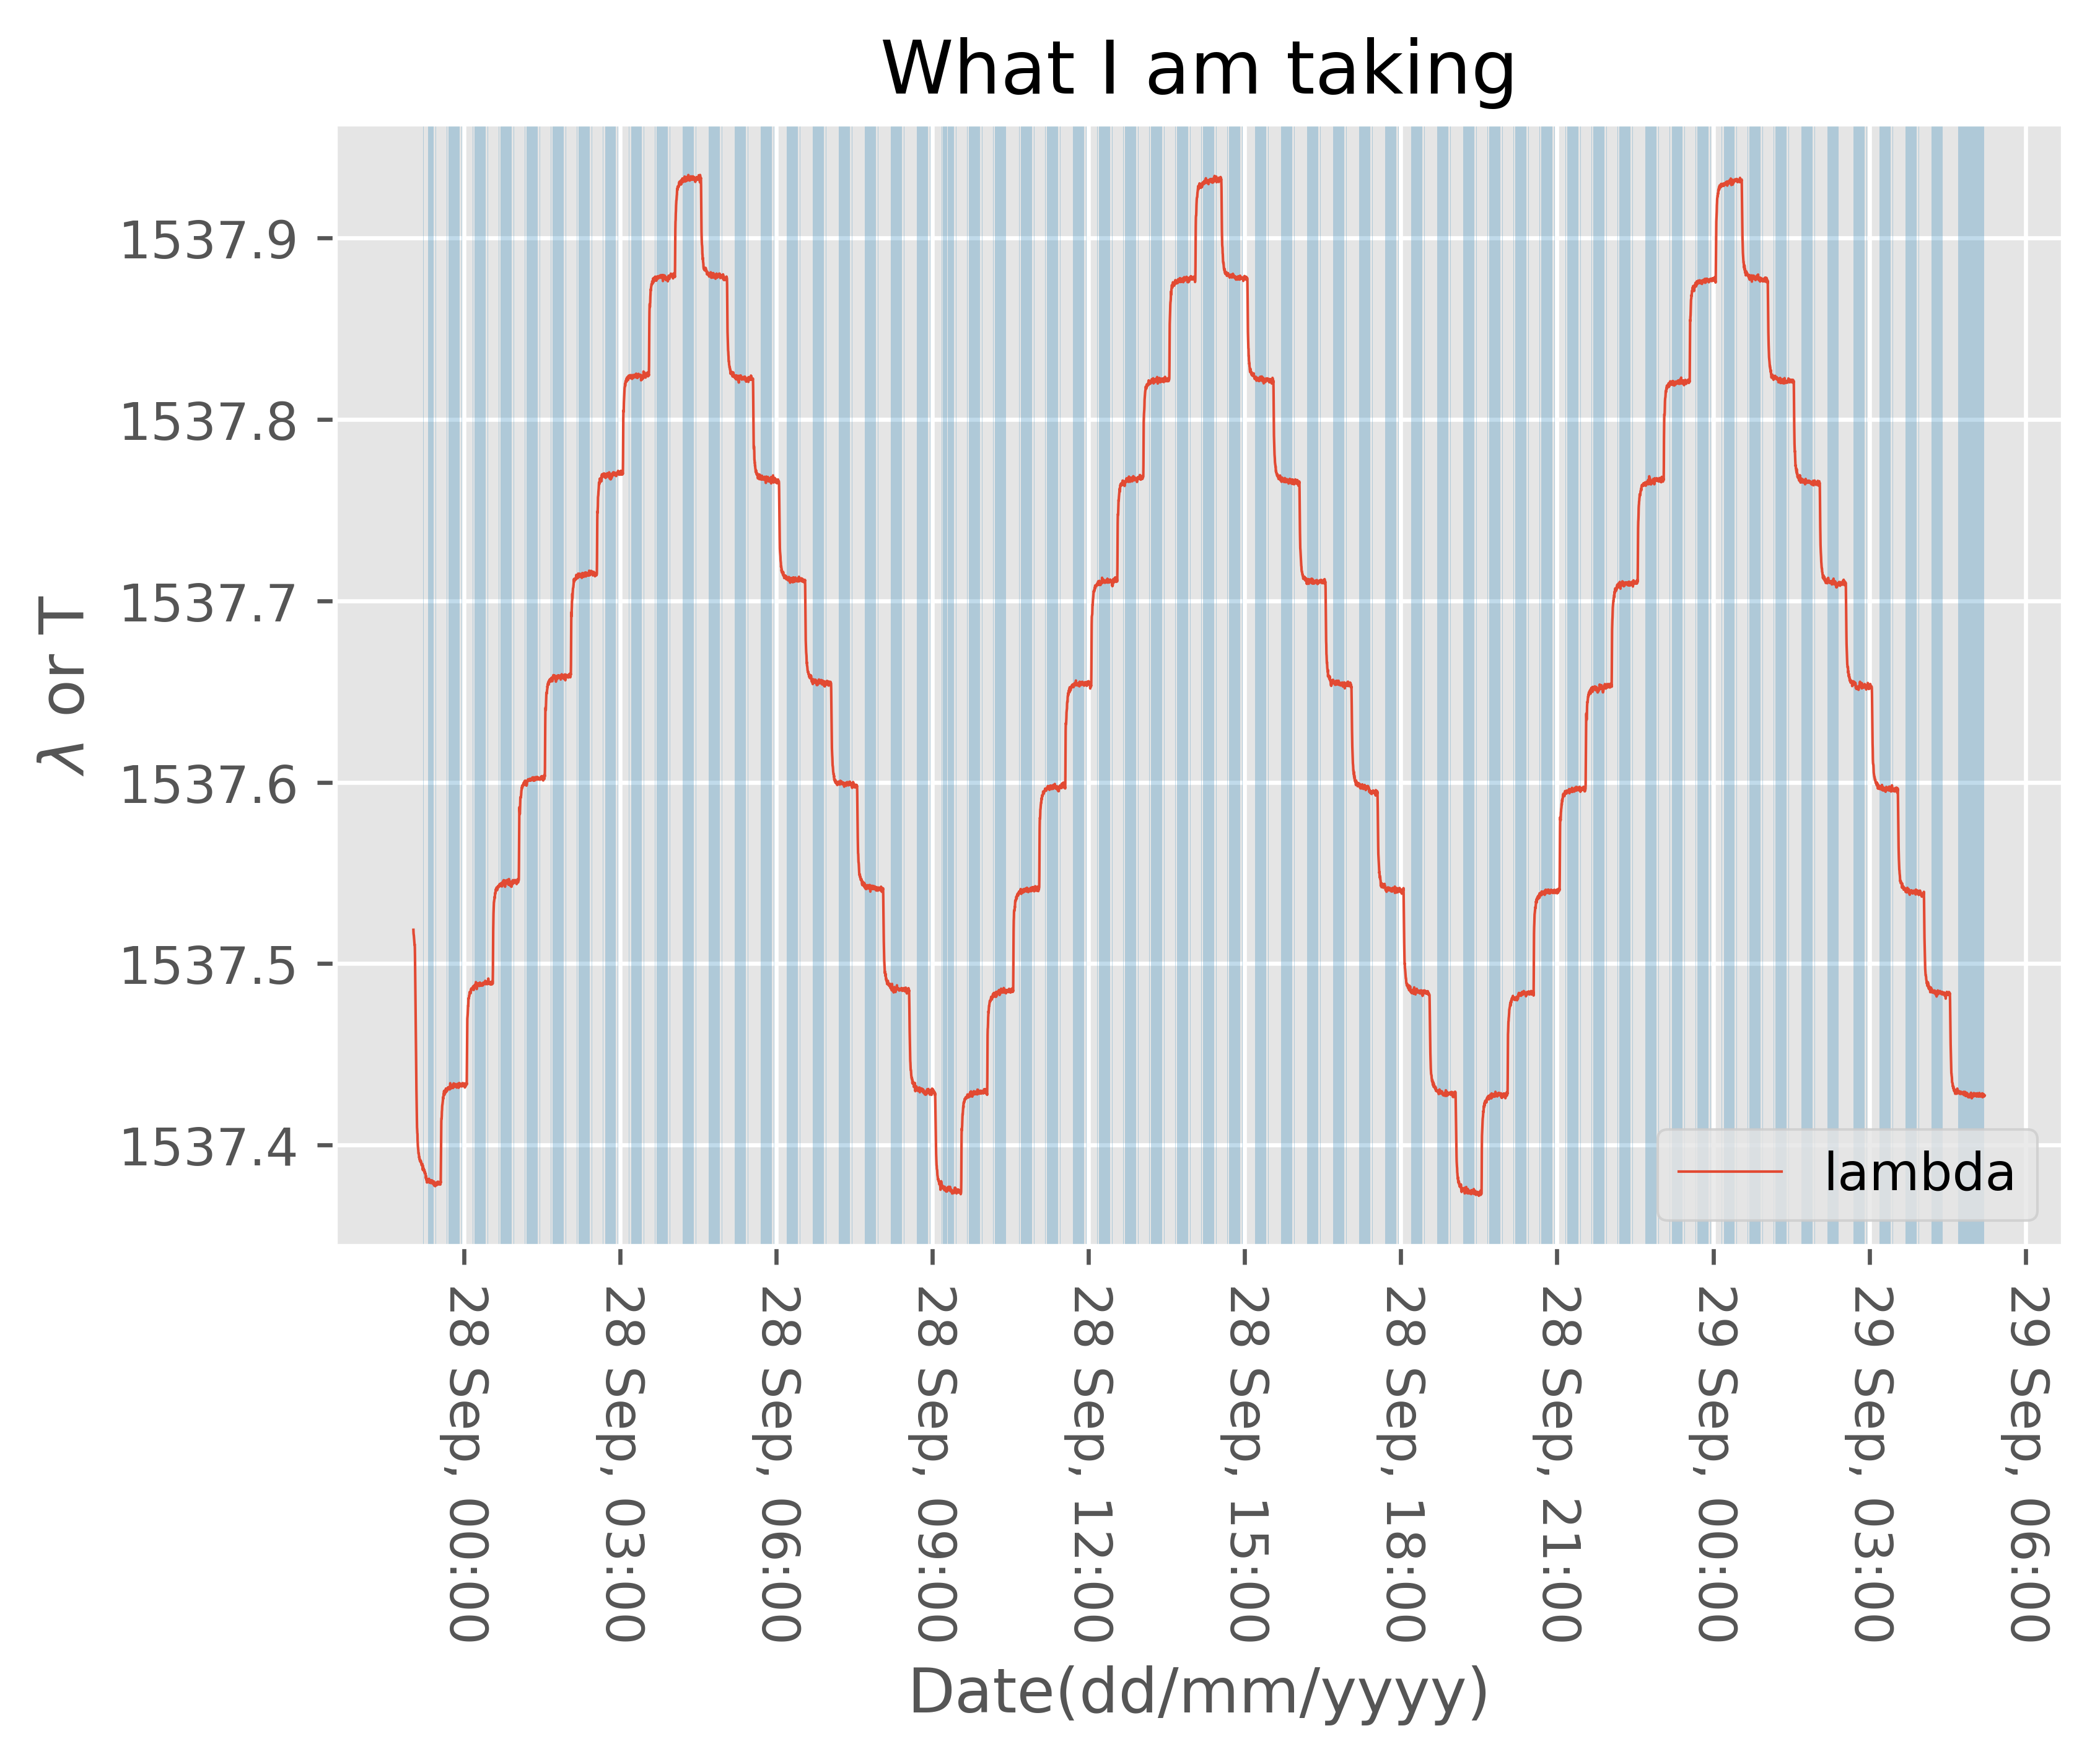 What I am taking
λ or T
1537.9
1537.8
1537.7
1537.6
1537.5
1537.4
lambda
28 Sep, 00:00
28 Sep, 03:00
28 Sep, 06:00
28 Sep, 09:00
28 Sep, 12:00
28 Sep, 15:00
28 Sep, 18:00
28 Sep, 21:00
29 Sep, 00:00
29 Sep, 03:00
29 Sep, 06:00
Date(dd/mm/yyyy)